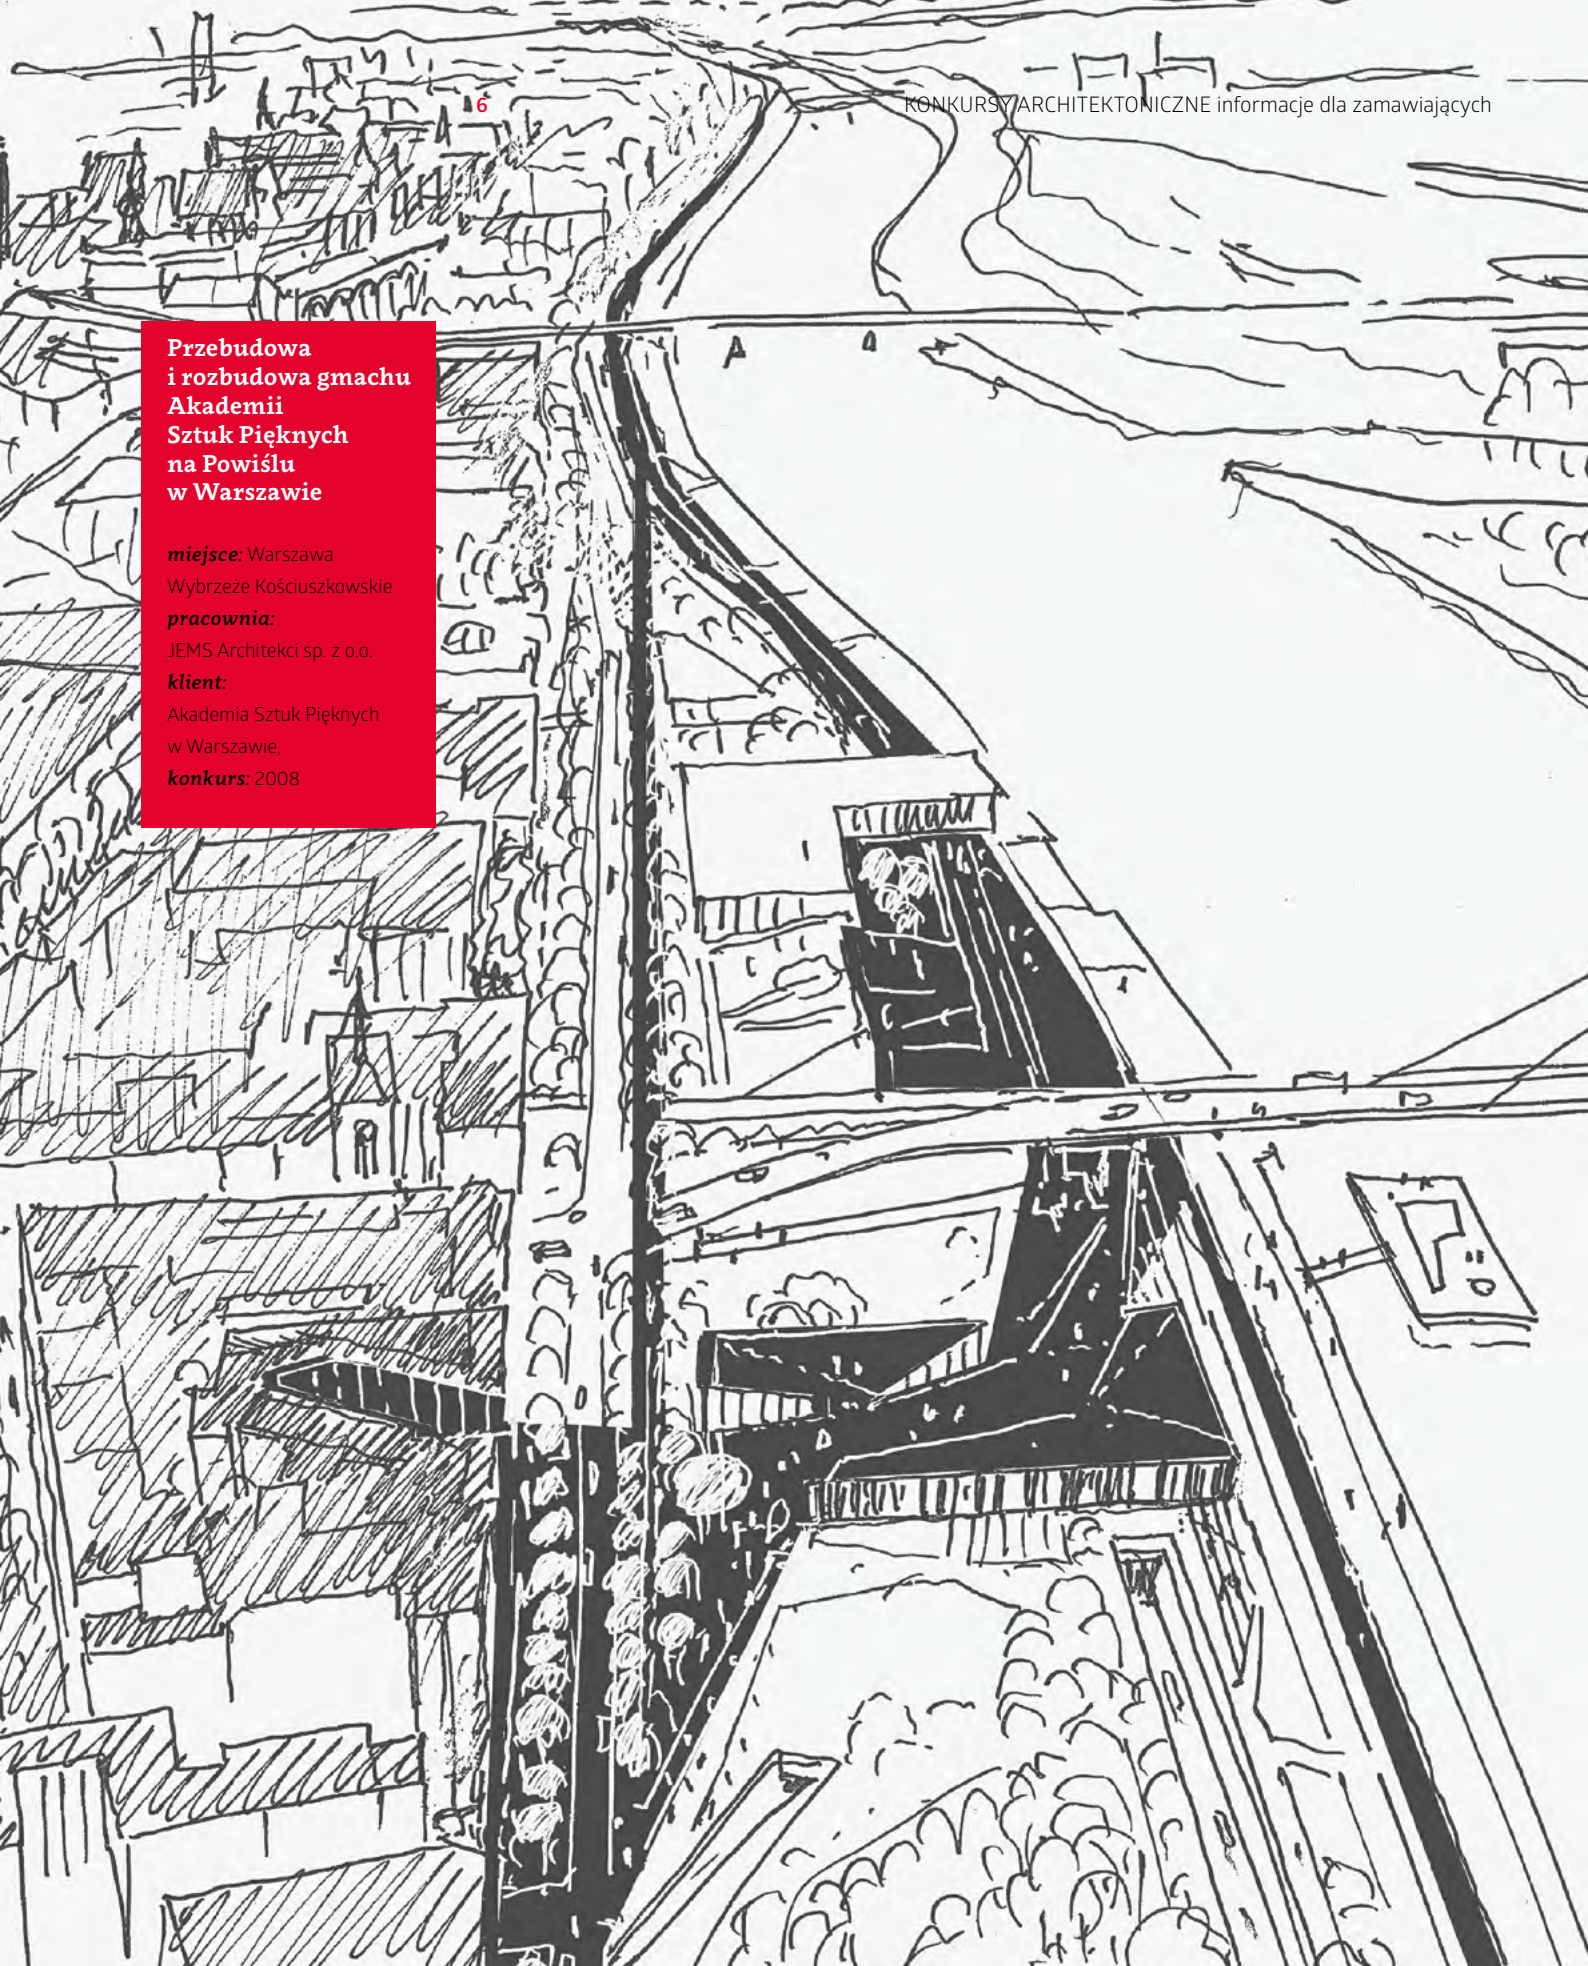 6
KONKURSY ARCHITEKTONICZNE informacje dla zamawiających
Przebudowa
i rozbudowa gmachu
Akademii
Sztuk Pięknych
na Powiślu
w Warszawie
miejsce: Warszawa
Wybrzeże Kościuszkowskie
pracownia:
JEMS Architekci sp. z o.o.
klient:
Akademia Sztuk Pięknych
w Warszawie,
konkurs: 2008